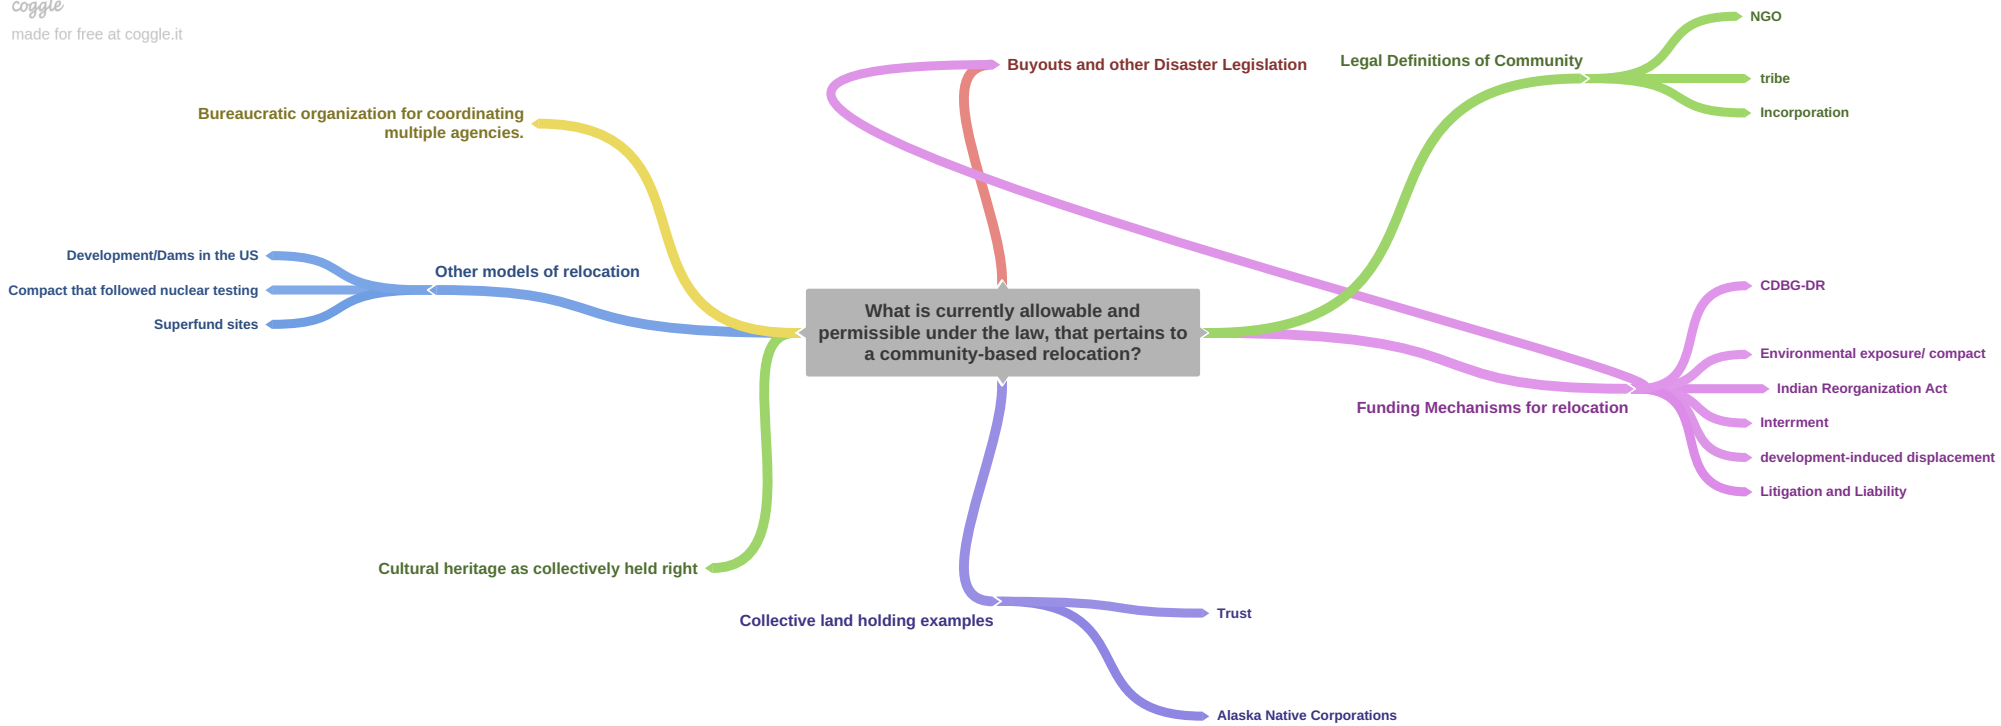 coggle
made for free at coggle.it
What is currently allowable and
permissible under the law, that pertains to
a community-based relocation?
Buyouts and other Disaster Legislation
Legal Definitions of Community
NGO
tribe
Incorporation
Funding Mechanisms for relocation
CDBG-DR
Environmental exposure/ compact
Indian Reorganization Act
Interrment
development-induced displacement
Litigation and Liability
Collective land holding examples
Trust
Alaska Native Corporations
Cultural heritage as collectively held right
Other models of relocation
Development/Dams in the US
Compact that followed nuclear testing
Superfund sites
Bureaucratic organization for coordinating
multiple agencies.